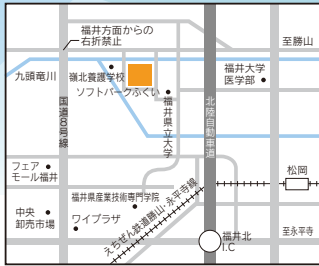 福井方面からの
右折禁止
至勝山
九頭竜川
嶺北養護学校
ソフトパークふくい
福井大学
医学部
国道8号線
福井県立大学
北陸自動車道
フェア
モール福井
松岡
福井県産業技術専門学院
中央
卸売市場
ワイプラザ
えちぜん鉄道勝山・永平寺線
福井北
I.C
至永平寺